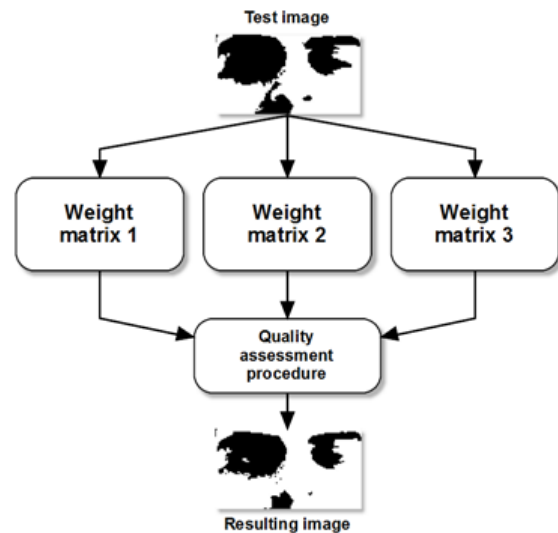 Test image
Weight
matrix 1
Weight
matrix 2
Weight
matrix 3
Quality
assessment
procedure
Resulting image